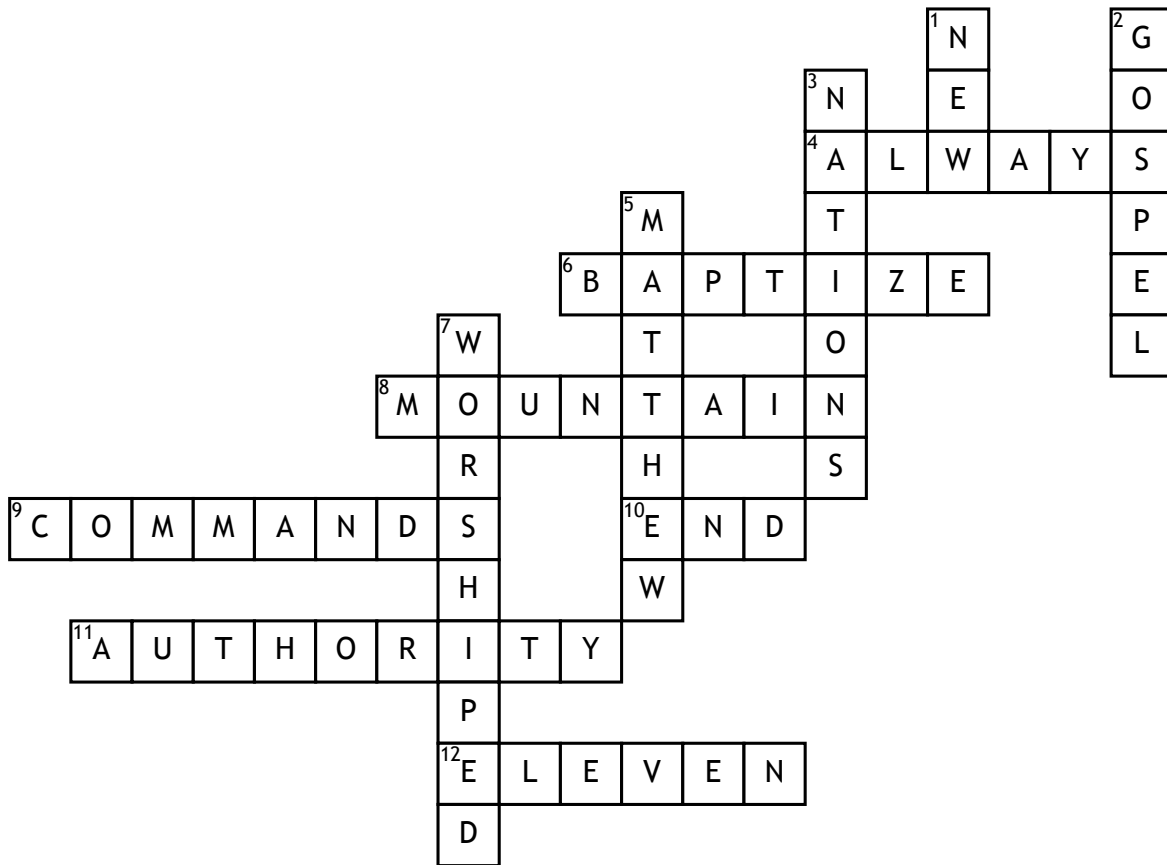 1 N 2 G
3 N E O
4 A L W A Y S
5 M T P
6 B A P T I Z E E
7 W T O L
8 M O U N T A I N
R H S
9 C O M M A N D S 10 E N D
H W
11 A U T H O R I T Y
P
12 E L E V E N
D